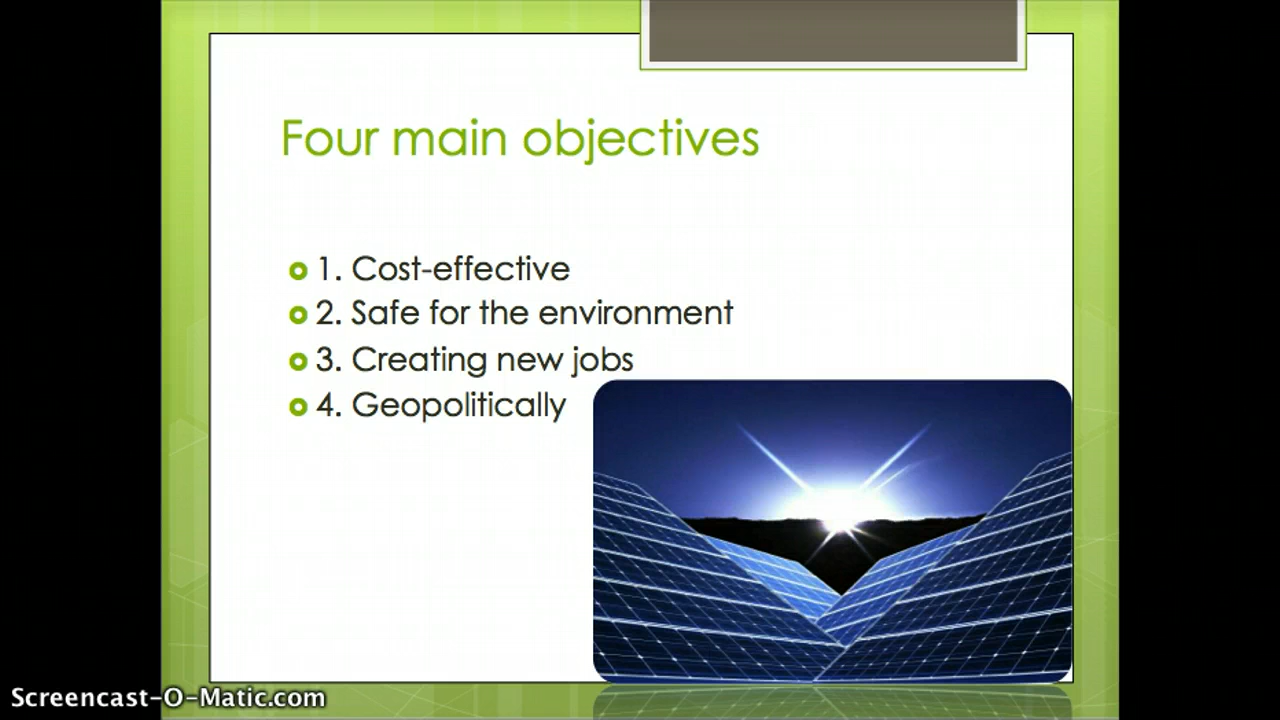 Four main objectives
1. Cost-effective
2. Safe for the environment
3. Creating new jobs
4. Geopolitically
Screencast-O-Matic.com